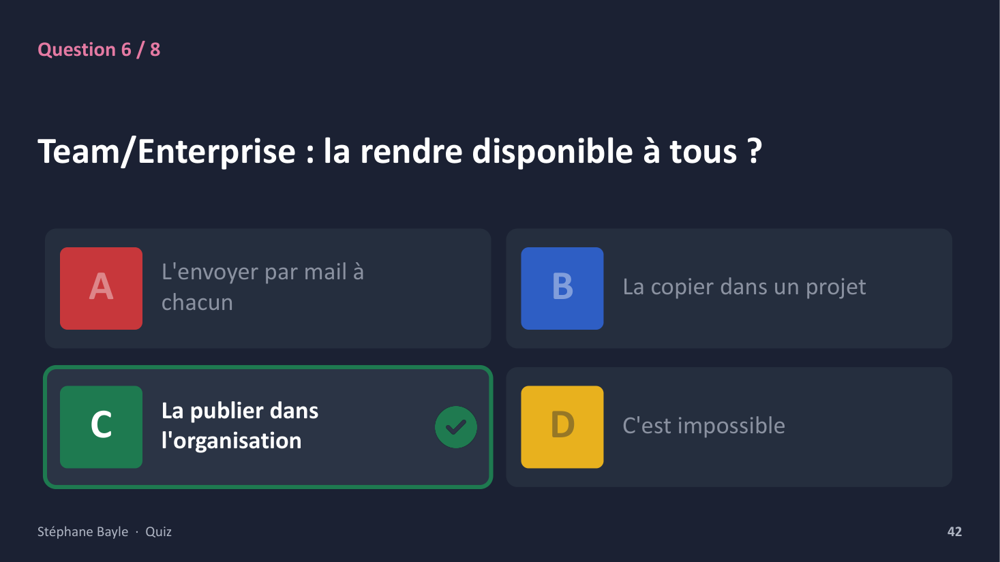 Question 6 / 8
Team/Enterprise : la rendre disponible à tous ?
A
L'envoyer par mail à
chacun
B
La copier dans un projet
C
La publier dans
l'organisation
D
C'est impossible
Stéphane Bayle · Quiz
42